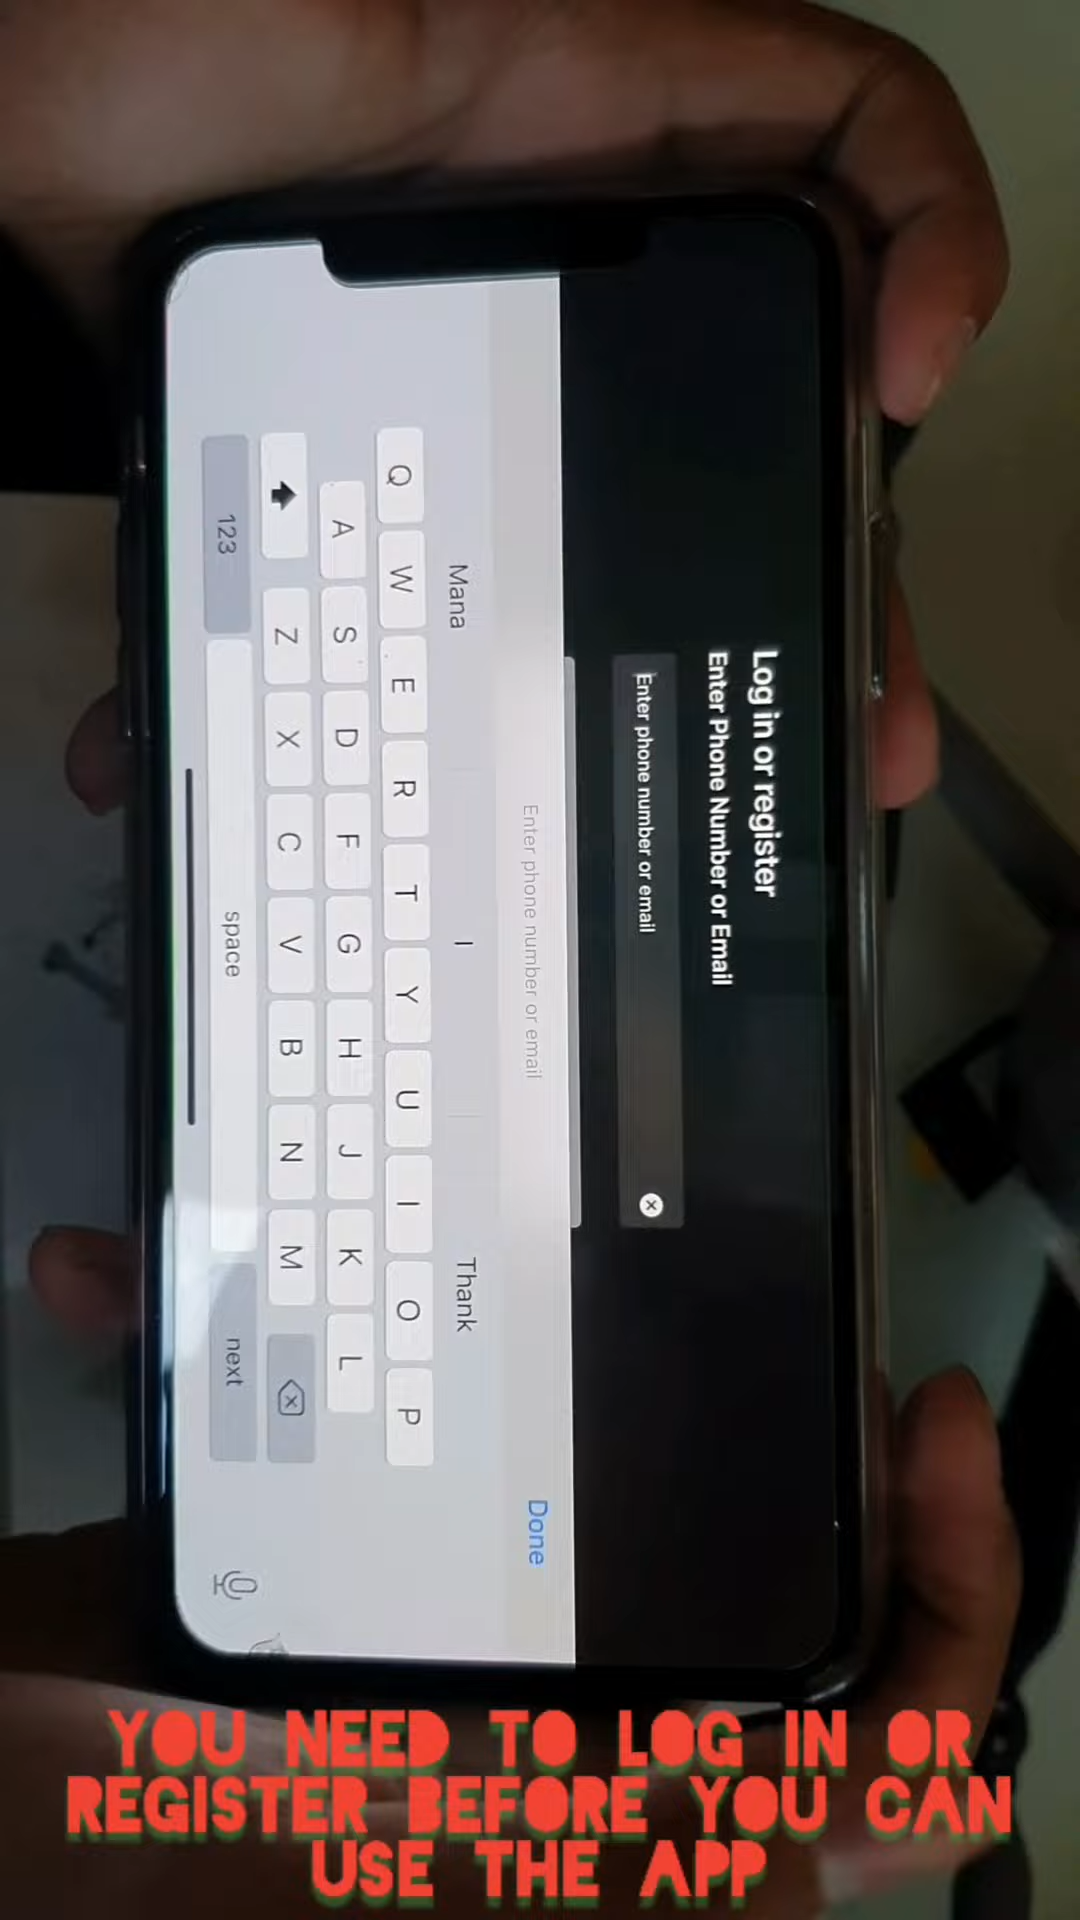 Log in or register
Enter Phone Number or Email
Enter phone number or email
Enter phone number or email
Done
Mana I Thank
Q W E R T Y U I O P
A S D F G H J K L
Z X C V B N M
123 space next
YOU NEED TO LOG IN OR
REGISTER BEFORE YOU CAN
USE THE APP